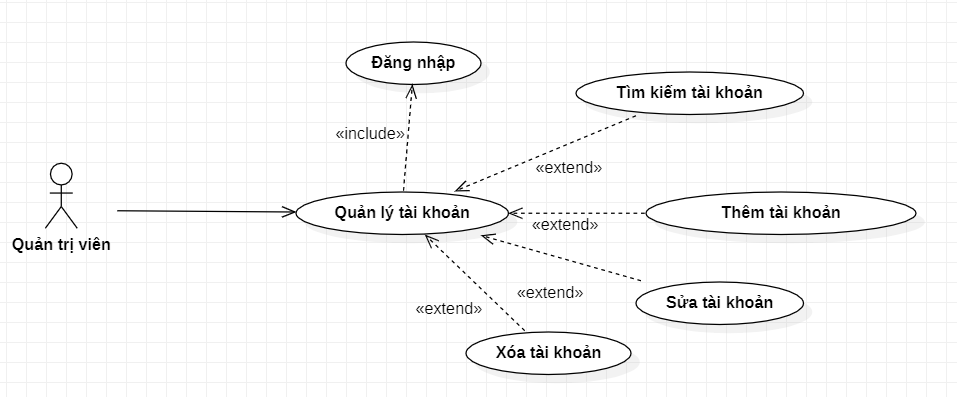 Đăng nhập
Tìm kiếm tài khoản
«include»
«extend»
Quản lý tài khoản
Thêm tài khoản
«extend»
Quản trị viên
«extend»
Sửa tài khoản
«extend»
Xóa tài khoản